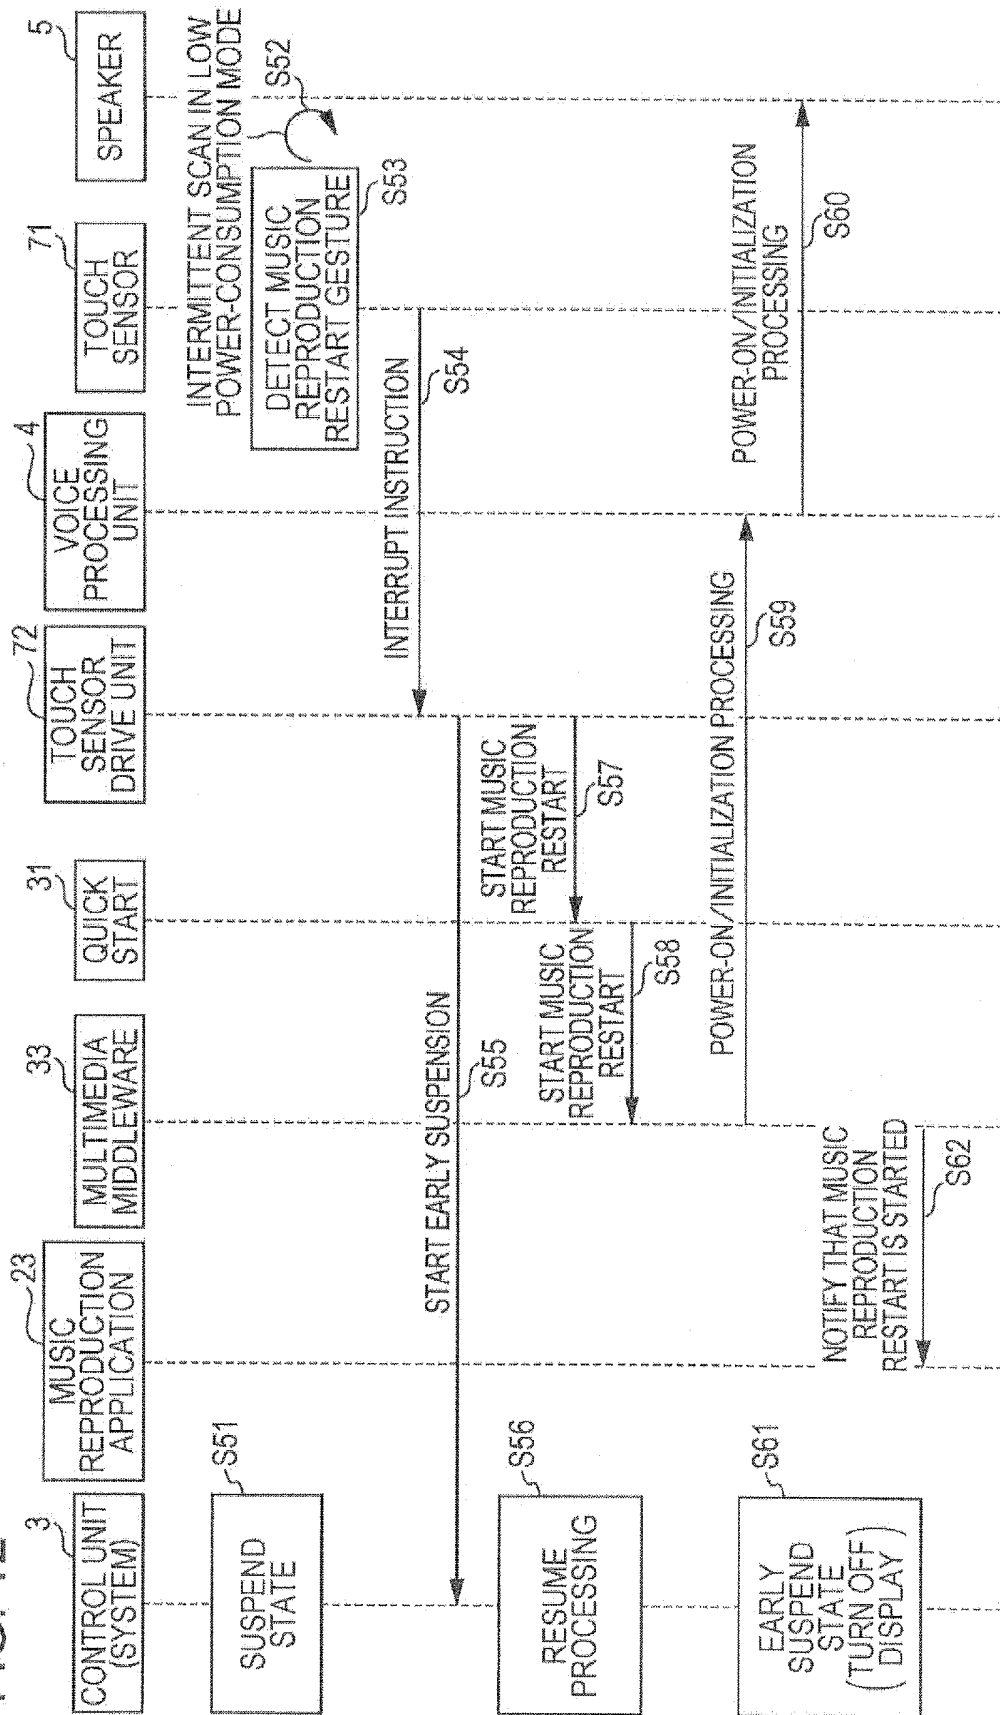 FIG. 12
3
CONTROL UNIT
(SYSTEM)
23
MUSIC
REPRODUCTION
APPLICATION
33
MULTIMEDIA
MIDDLEWARE
31
QUICK
START
72
TOUCH
SENSOR
DRIVE UNIT
4
VOICE
PROCESSING
UNIT
71
TOUCH
SENSOR
5
SPEAKER
S51
SUSPEND
STATE
INTERMITTENT SCAN IN LOW
POWER-CONSUMPTION MODE
S52
DETECT MUSIC
REPRODUCTION
RESTART GESTURE
S53
INTERRUPT INSTRUCTION
S54
START EARLY SUSPENSION
S55
S56
RESUME
PROCESSING
START MUSIC
REPRODUCTION
RESTART
S57
START MUSIC
REPRODUCTION
RESTART
S58
POWER-ON/INITIALIZATION PROCESSING
S59
POWER-ON/INITIALIZATION
PROCESSING
S60
S61
EARLY
SUSPEND
STATE
(TURN OFF
DISPLAY)
NOTIFY THAT MUSIC
REPRODUCTION
RESTART IS STARTED
S62